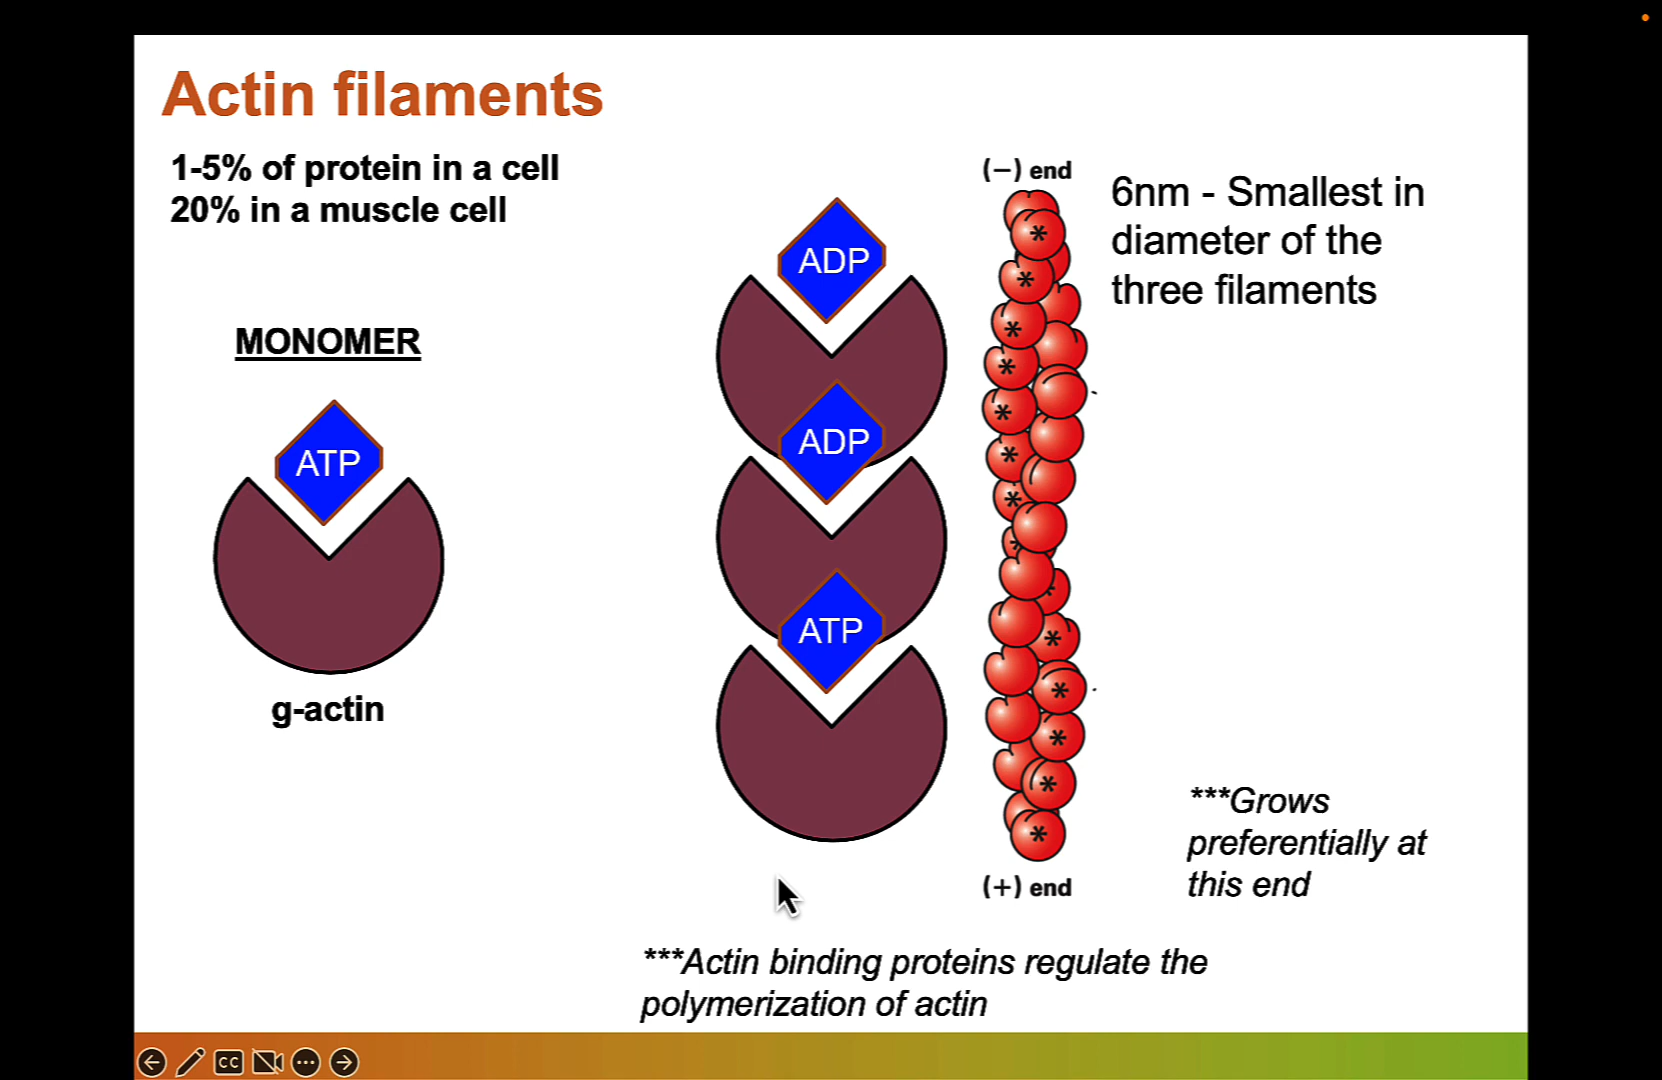 Actin filaments
1-5% of protein in a cell
20% in a muscle cell
MONOMER
ATP
g-actin
ADP
ADP
ATP
(−) end
* * * * * * * * * * * * * * *
(+) end
6nm - Smallest in
diameter of the
three filaments
***Grows
preferentially at
this end
***Actin binding proteins regulate the
polymerization of actin
CC